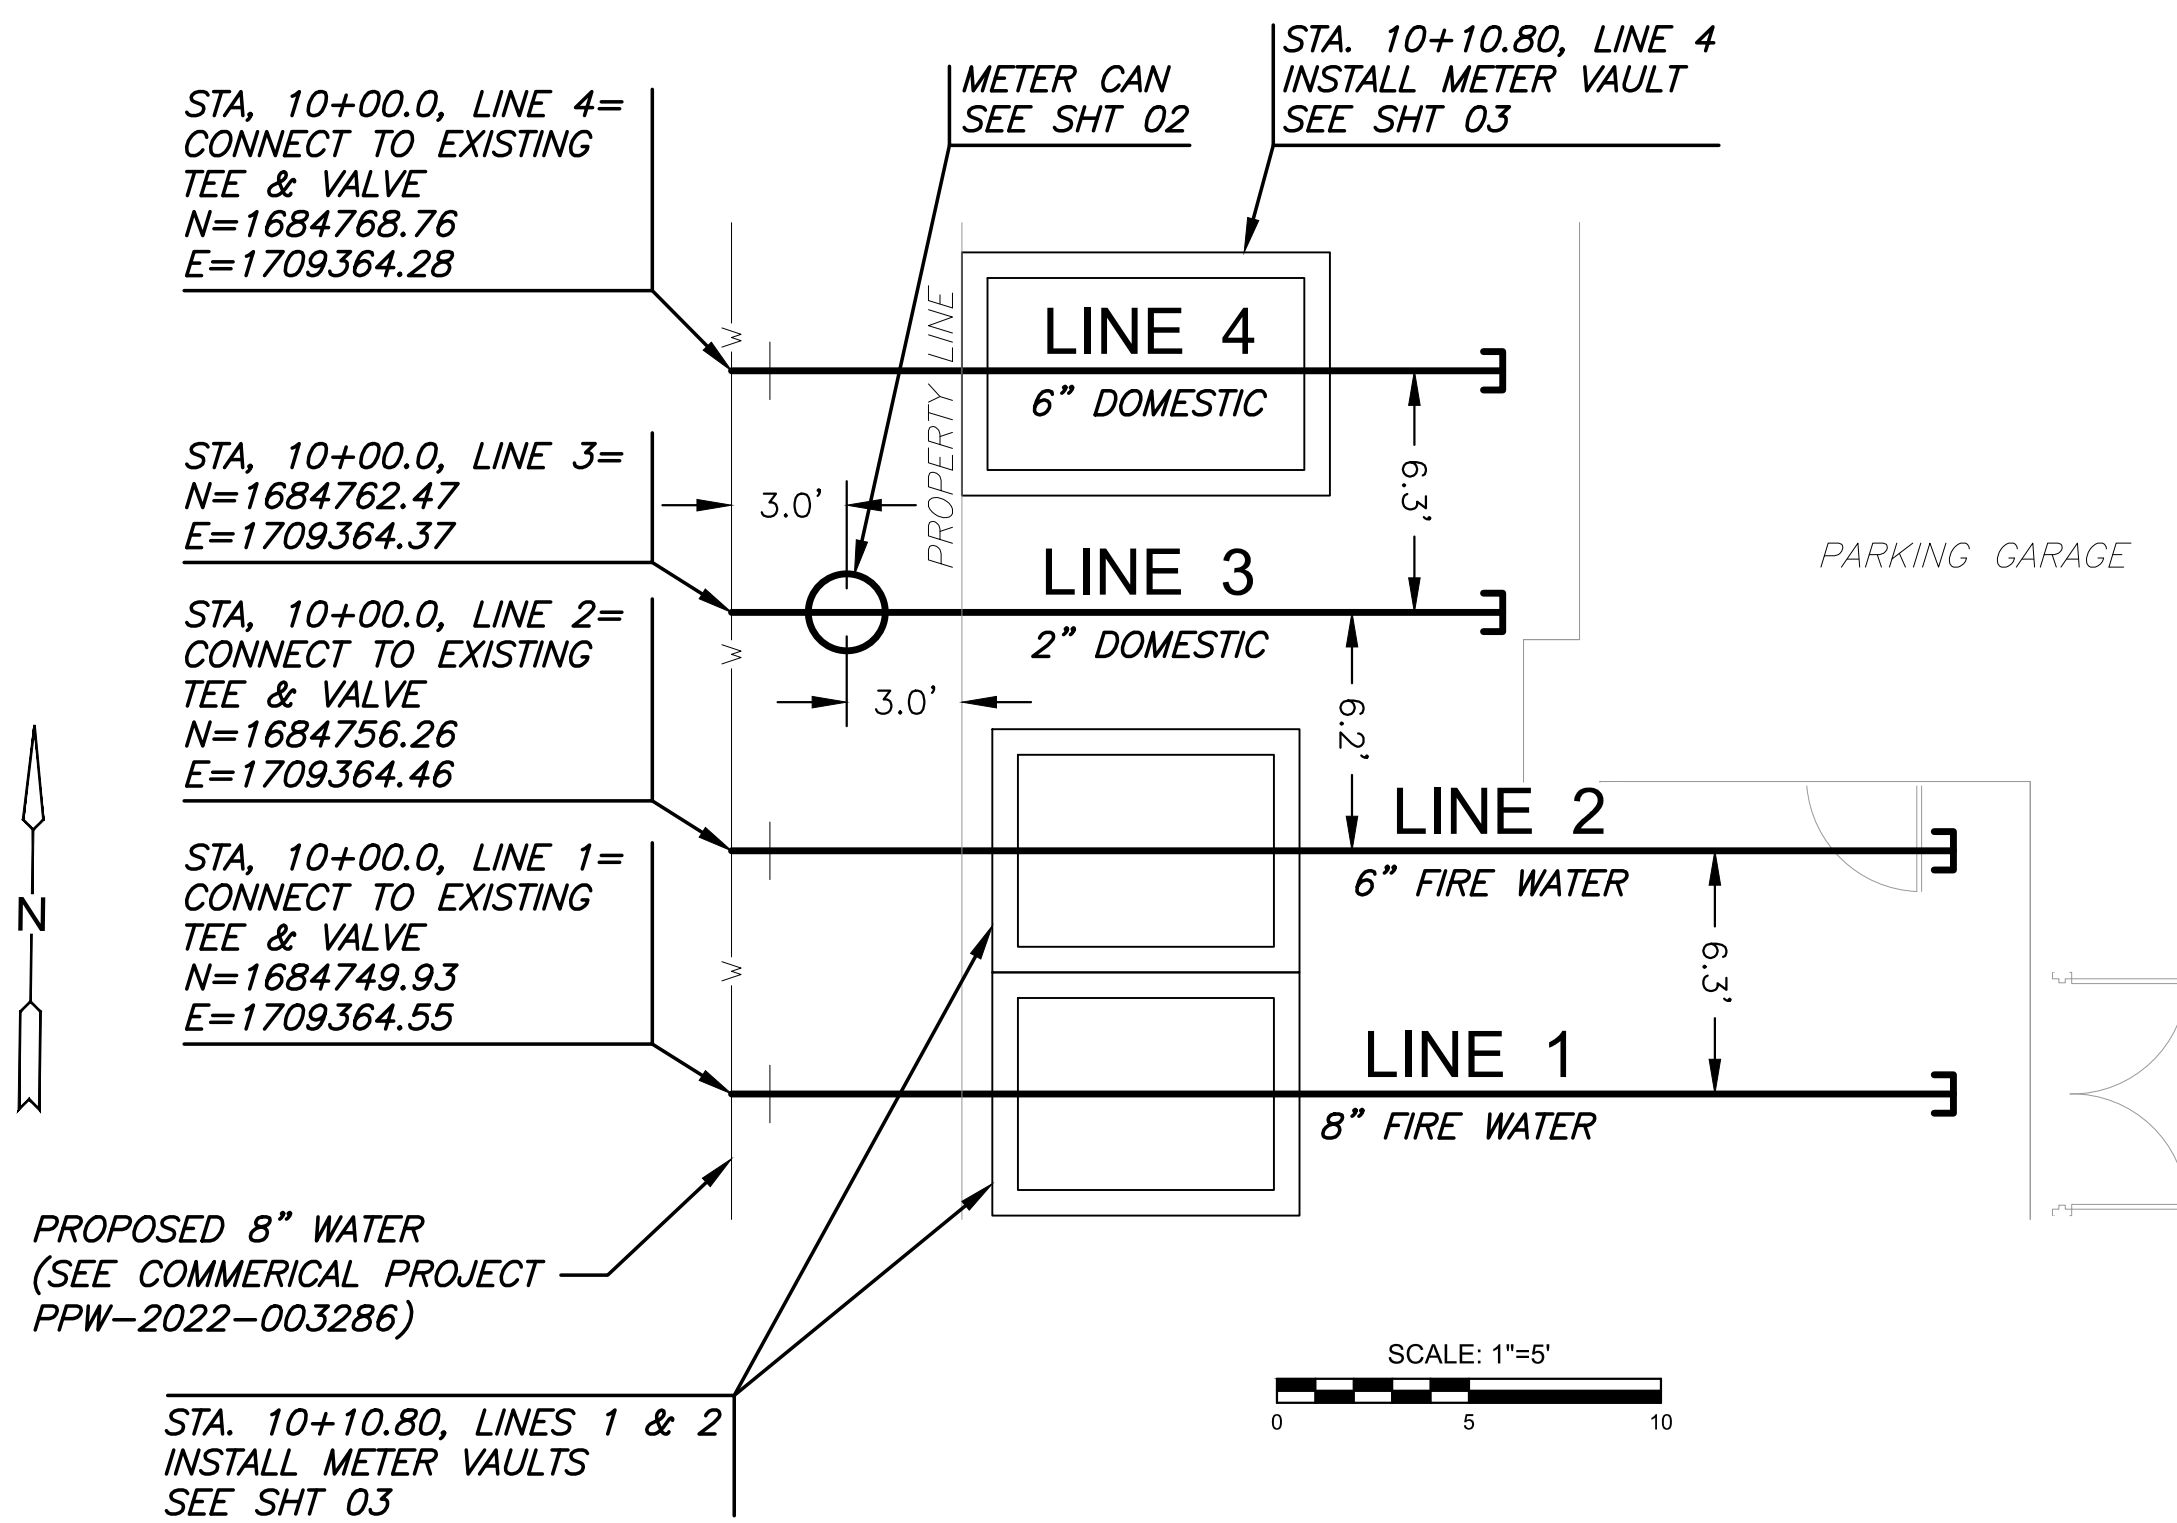 STA. 10+10.80, LINE 4
INSTALL METER VAULT
SEE SHT 03
METER CAN
SEE SHT 02
STA, 10+00.0, LINE 4=
CONNECT TO EXISTING
TEE & VALVE
N=1684768.76
E=1709364.28
W
PROPERTY LINE
LINE 4
6” DOMESTIC
6.3’
STA, 10+00.0, LINE 3=
N=1684762.47
E=1709364.37
3.0’
LINE 3
2” DOMESTIC
PARKING GARAGE
STA, 10+00.0, LINE 2=
CONNECT TO EXISTING
TEE & VALVE
N=1684756.26
E=1709364.46
W
3.0’
6.2’
LINE 2
6” FIRE WATER
STA, 10+00.0, LINE 1=
CONNECT TO EXISTING
TEE & VALVE
N=1684749.93
E=1709364.55
W
6.3’
LINE 1
8” FIRE WATER
N
PROPOSED 8” WATER
(SEE COMMERICAL PROJECT
PPW-2022-003286)
STA. 10+10.80, LINES 1 & 2
INSTALL METER VAULTS
SEE SHT 03
SCALE: 1"=5'
0 5 10